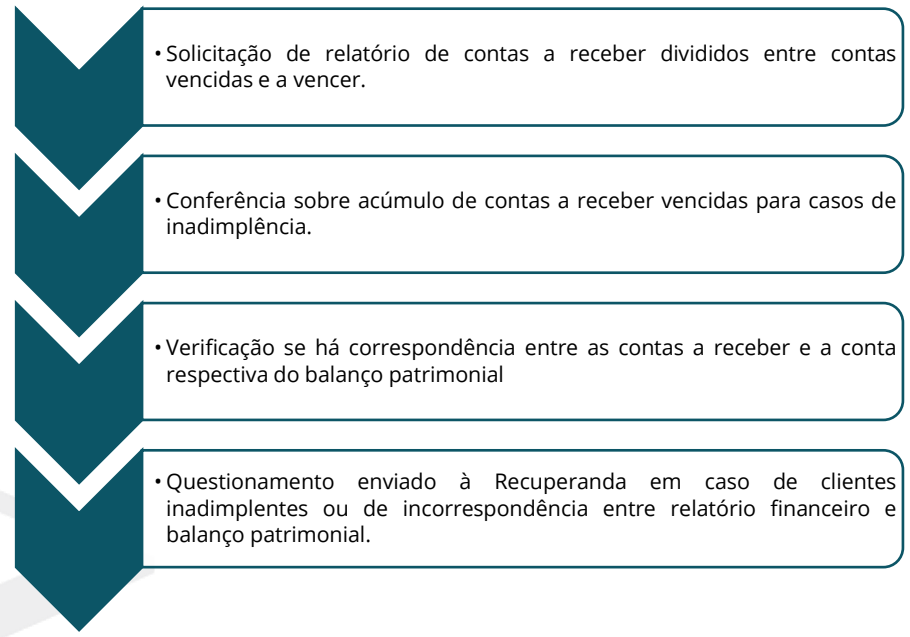 • Solicitação de relatório de contas a receber divididos entre contas
vencidas e a vencer.
• Conferência sobre acúmulo de contas a receber vencidas para casos de
inadimplência.
• Verificação se há correspondência entre as contas a receber e a conta
respectiva do balanço patrimonial
• Questionamento enviado à Recuperanda em caso de clientes
inadimplentes ou de incorrespondência entre relatório financeiro e
balanço patrimonial.